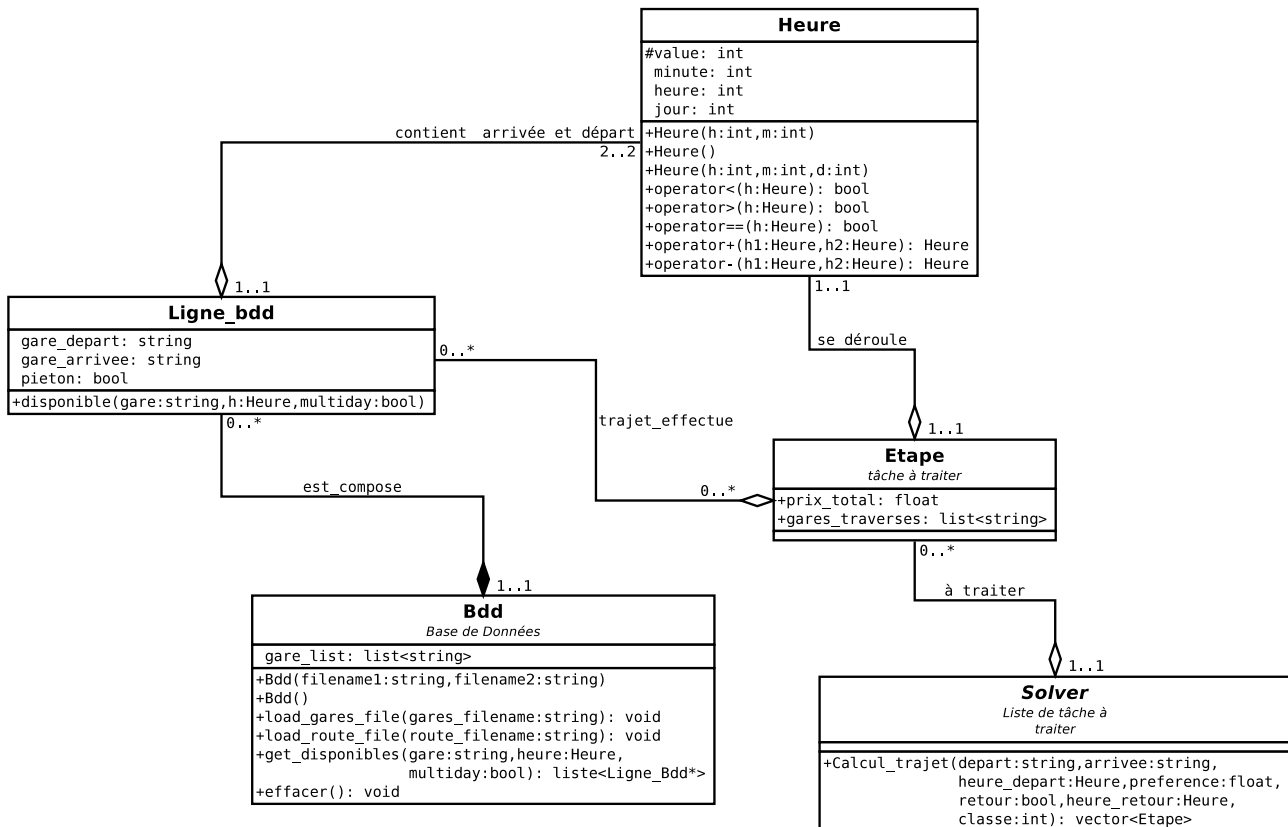 Heure
#value: int
minute: int
heure: int
jour: int
+Heure(h:int,m:int)
+Heure()
+Heure(h:int,m:int,d:int)
+operator<(h:Heure): bool
+operator>(h:Heure): bool
+operator==(h:Heure): bool
+operator+(h1:Heure,h2:Heure): Heure
+operator-(h1:Heure,h2:Heure): Heure
contient arrivée et départ
2..2
1..1
1..1
Ligne_bdd
gare_depart: string
gare_arrivee: string
pieton: bool
+disponible(gare:string,h:Heure,multiday:bool)
0..*
se déroule
0..*
trajet_effectue
1..1
Etape
tâche à traiter
+prix_total: float
+gares_traverses: list<string>
0..*
est_compose
0..*
à traiter
1..1
1..1
Bdd
Base de Données
gare_list: list<string>
+Bdd(filename1:string,filename2:string)
+Bdd()
+load_gares_file(gares_filename:string): void
+load_route_file(route_filename:string): void
+get_disponibles(gare:string,heure:Heure,
multiday:bool): liste<Ligne_Bdd*>
+effacer(): void
Solver
Liste de tâche à
traiter
+Calcul_trajet(depart:string,arrivee:string,
heure_depart:Heure,preference:float,
retour:bool,heure_retour:Heure,
classe:int): vector<Etape>